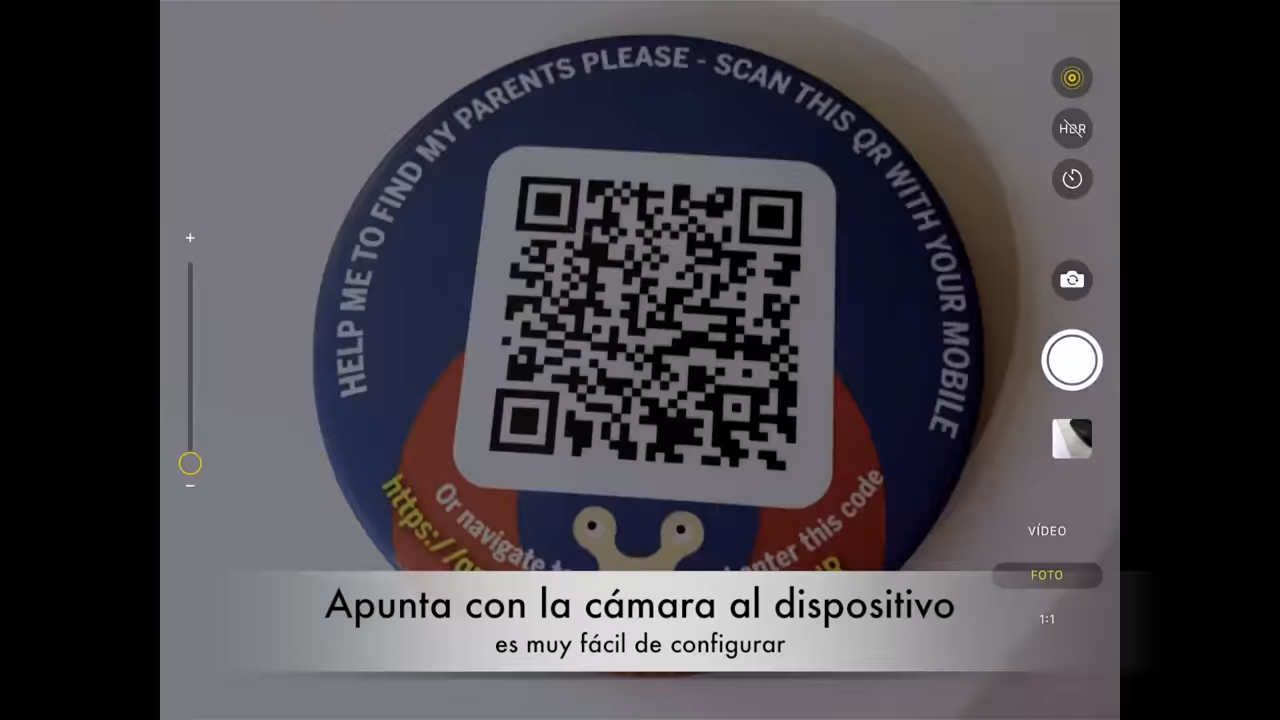 HELP ME TO FIND MY PARENTS PLEASE - SCAN THIS QR WITH YOUR MOBILE
HDR
Or navigate
enter this code
https://
VÍDEO
FOTO
1:1
Apunta con la cámara al dispositivo
es muy fácil de configurar